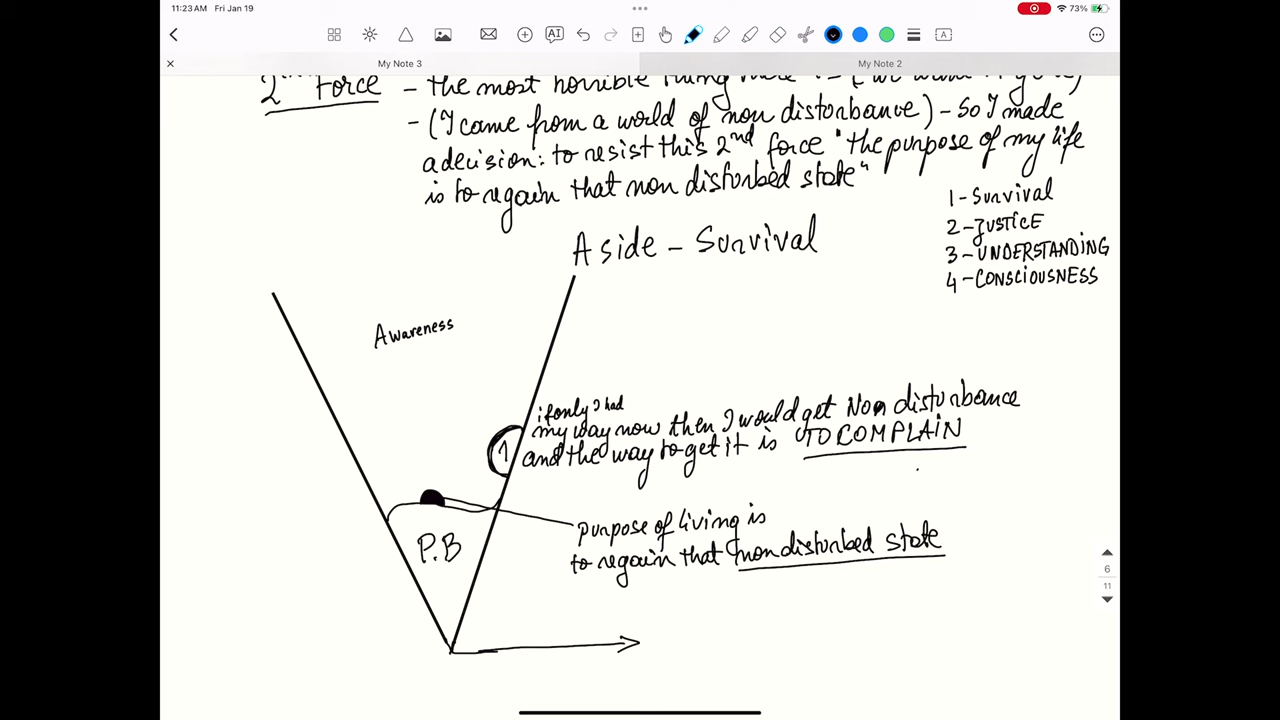 11:23AM Fri Jan 19
73%
AI
A
My Note 3
My Note 2
Force - the most horrible
- (I came from a world of non disturbance) - So I made
a decision: to resist this 2nd force "the purpose of my life
is to regain that non disturbed state"
1 - Survival
2 - JUSTICE
3 - UNDERSTANDING
4 - CONSCIOUSNESS
A side - Survival
Awareness
if only I had
my way now then I would get Non disturbance
1
and the way to get it is TO COMPLAIN
purpose of living is
P.B
to regain that non disturbed state
6
11